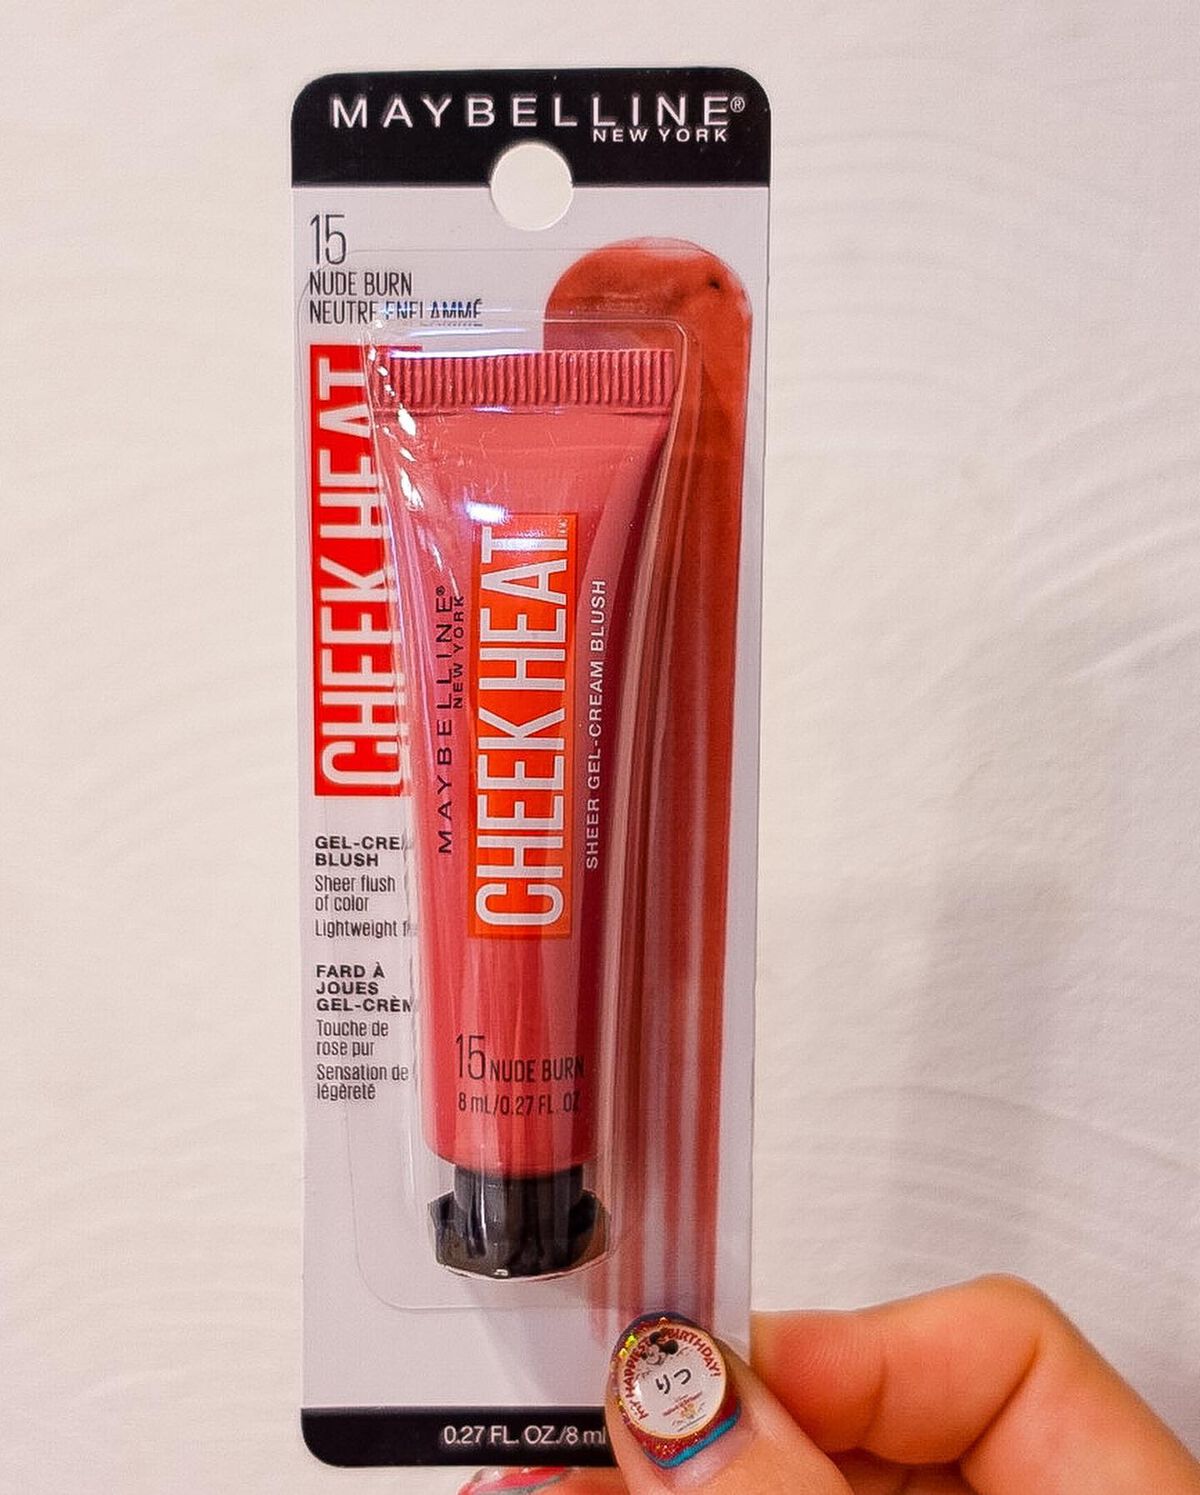 MAYBELLINE®
NEW YORK
15
NUDE BURN
NEUTRE ENFLAMMÉ
CHEEK HEAT
GEL-CREA
BLUSH
Sheer flush
of color
Lightweight
FARD À
JOUES
GEL-CRÈM
Touche de
rose pur
Sensation de
légèreté
MAYBELLINE®
NEW YORK
CHEEK HEAT
SHEER GEL-CREAM BLUSH
15 NUDE BURN
8 mL/0.27 FL. OZ
0.27 FL. OZ./8 ml
HAPPIEST BIRTHDAY!
りつ